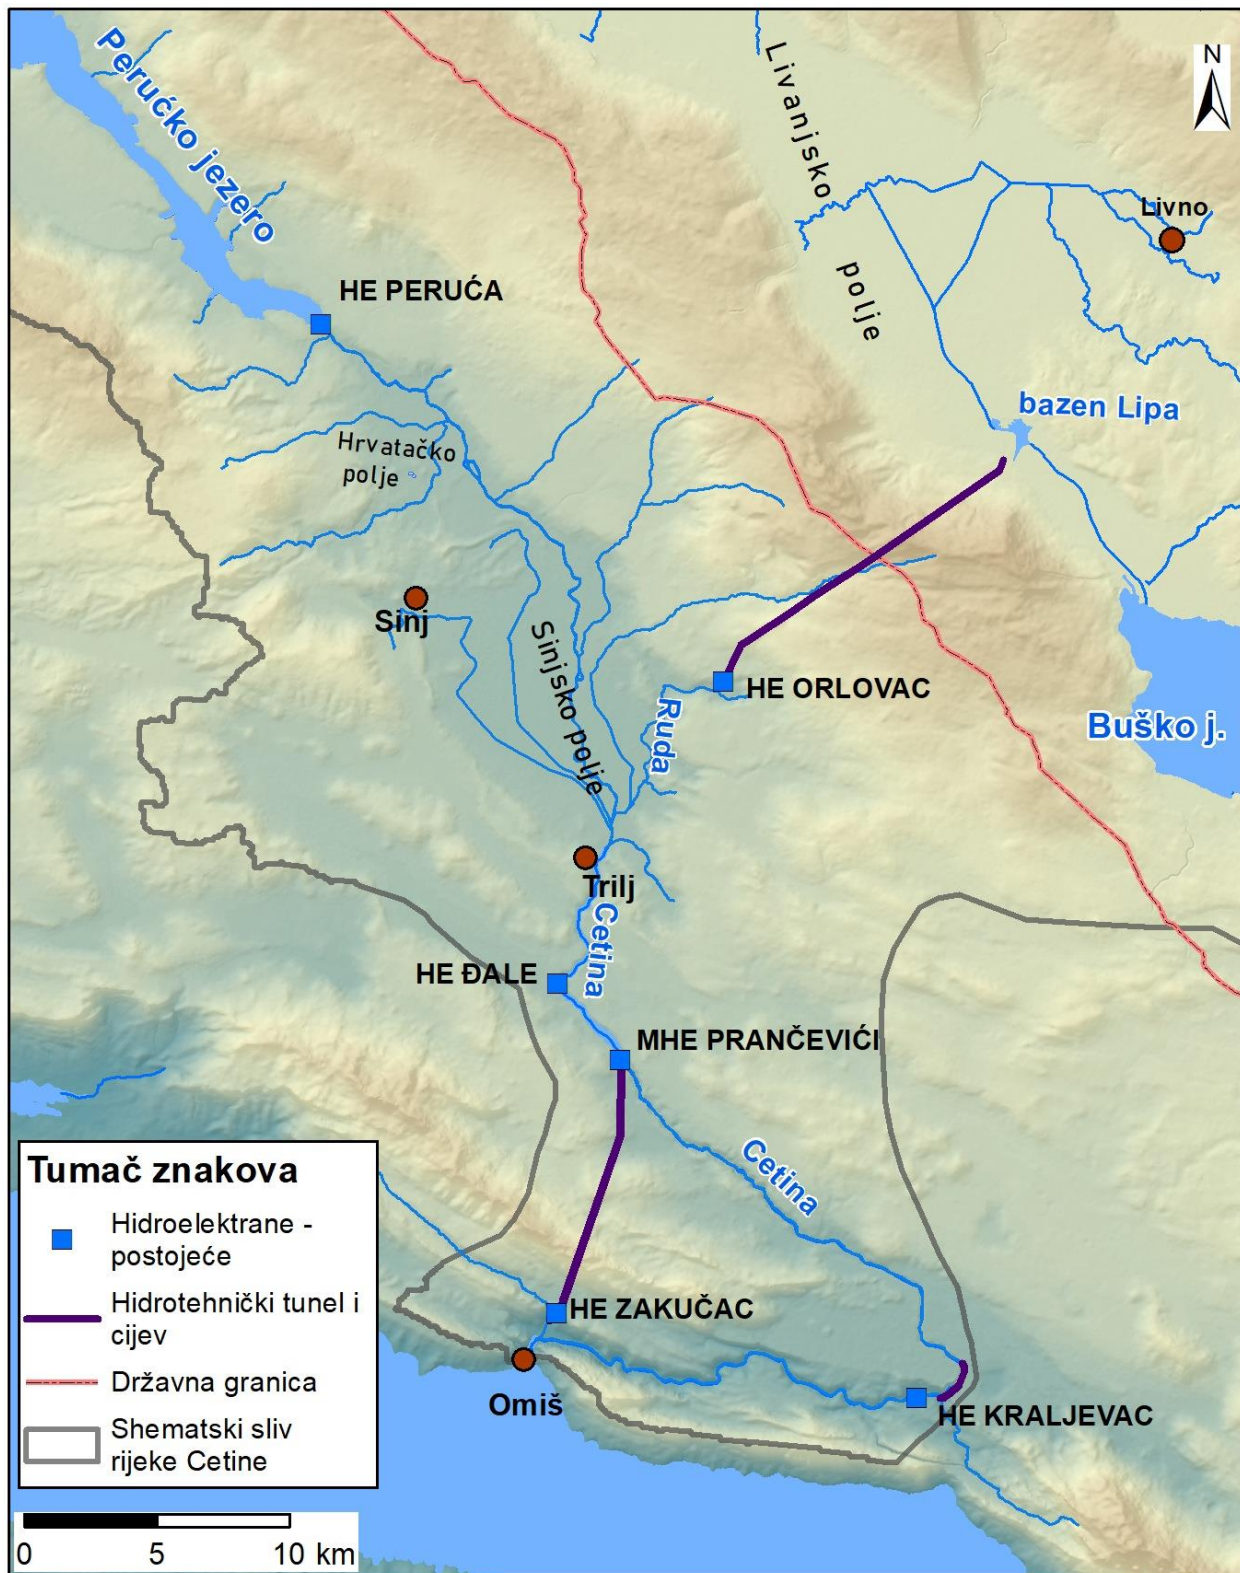 Perućko jezero
Livanjsko
polje
N
Livno
HE PERUĆA
bazen Lipa
Hrvatačko
polje
Sinj
Sinjsko polje
HE ORLOVAC
Ruda
Buško j.
Trilj
Cetina
HE ĐALE
MHE PRANČEVIĆI
Cetina
HE ZAKUČAC
Omiš
HE KRALJEVAC
Tumač znakova
Hidroelektrane -
postojeće
Hidrotehnički tunel i
cijev
Državna granica
Shematski sliv
rijeke Cetine
0 5 10 km